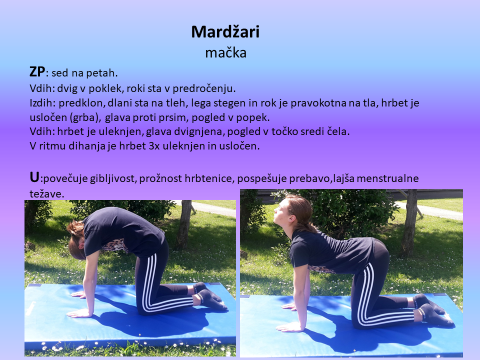 Mardžari
mačka
ZP: sed na petah.
Vdih: dvig v poklek, roki sta v predročenju.
Izdih: predklon, dlani sta na tleh, lega stegen in rok je pravokotna na tla, hrbet je
usločen (grba), glava proti prsim, pogled v popek.
Vdih: hrbet je uleknjen, glava dvignjena, pogled v točko sredi čela.
V ritmu dihanja je hrbet 3x uleknjen in usločen.
U:povečuje gibljivost, prožnost hrbtenice, pospešuje prebavo,lajša menstrualne
težave.